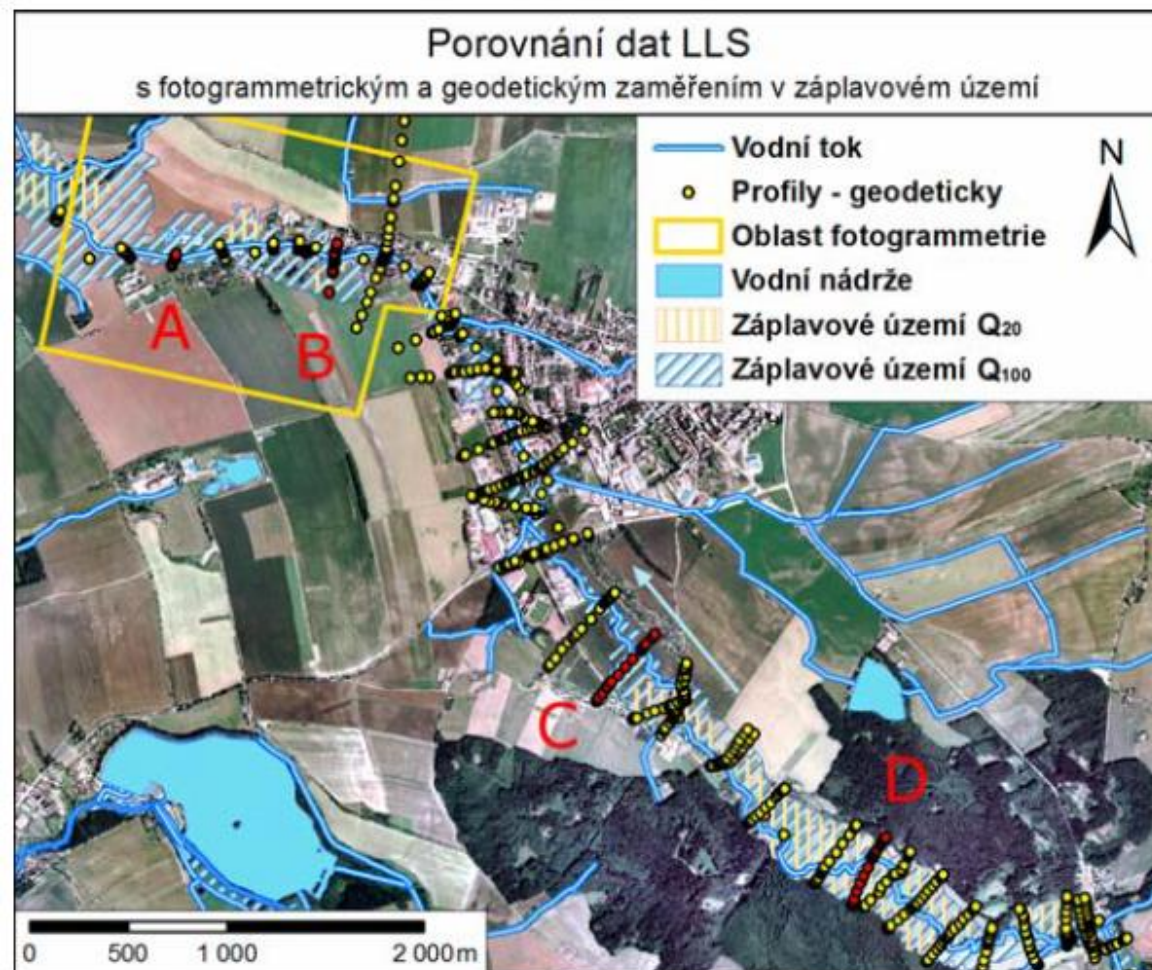 Porovnání dat LLS
s fotogrammetrickým a geodetickým zaměřením v záplavovém území
Vodní tok
Profily - geodeticky
Oblast fotogrammetrie
Vodní nádrže
Záplavové území Q20
Záplavové území Q100
N
A
B
C
D
0 500 1 000 2 000 m